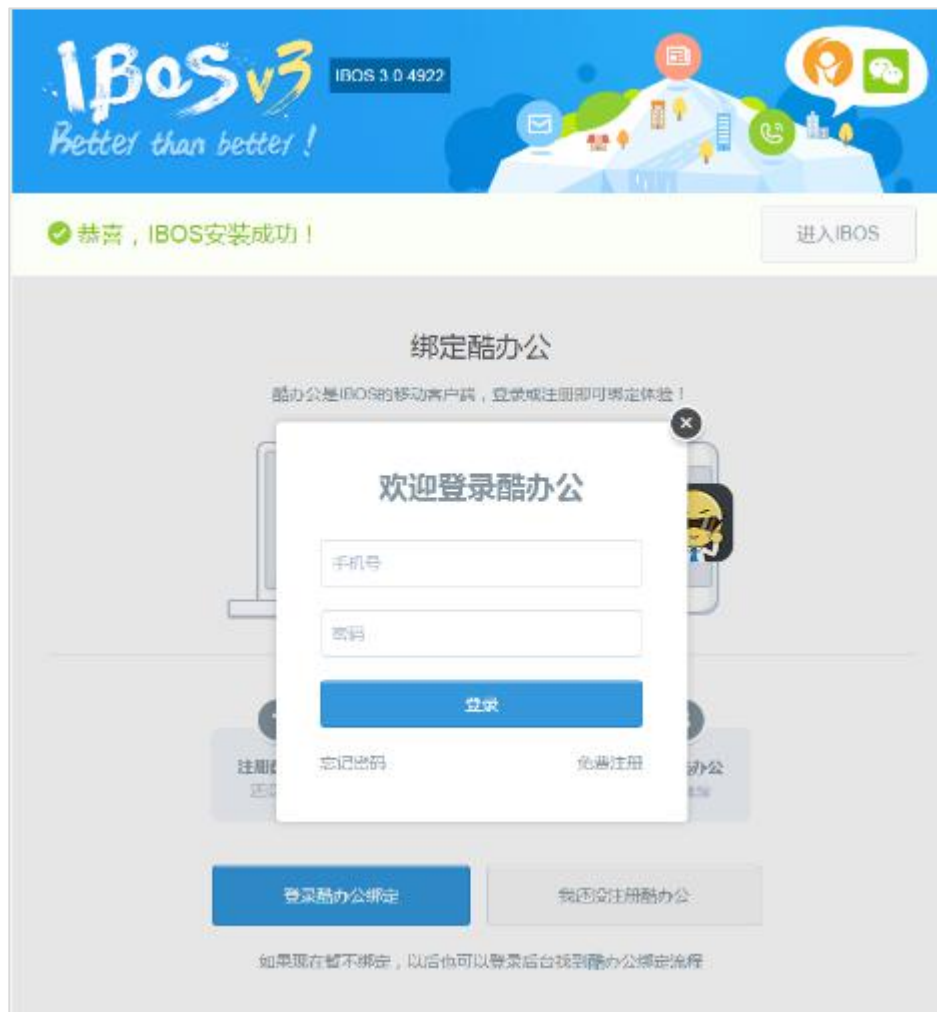 IBOS v3
IBOS 3.0 4922
Better than better !
恭喜，IBOS安装成功！
进入IBOS
绑定酷办公
酷办公是IBOS的移动客户端，登录或注册即可绑定体验！
欢迎登录酷办公
手机号
密码
登录
忘记密码
免费注册
注册
办公
登录酷办公绑定
我还没注册酷办公
如果现在暂不绑定，以后也可以登录后台找到酷办公绑定流程